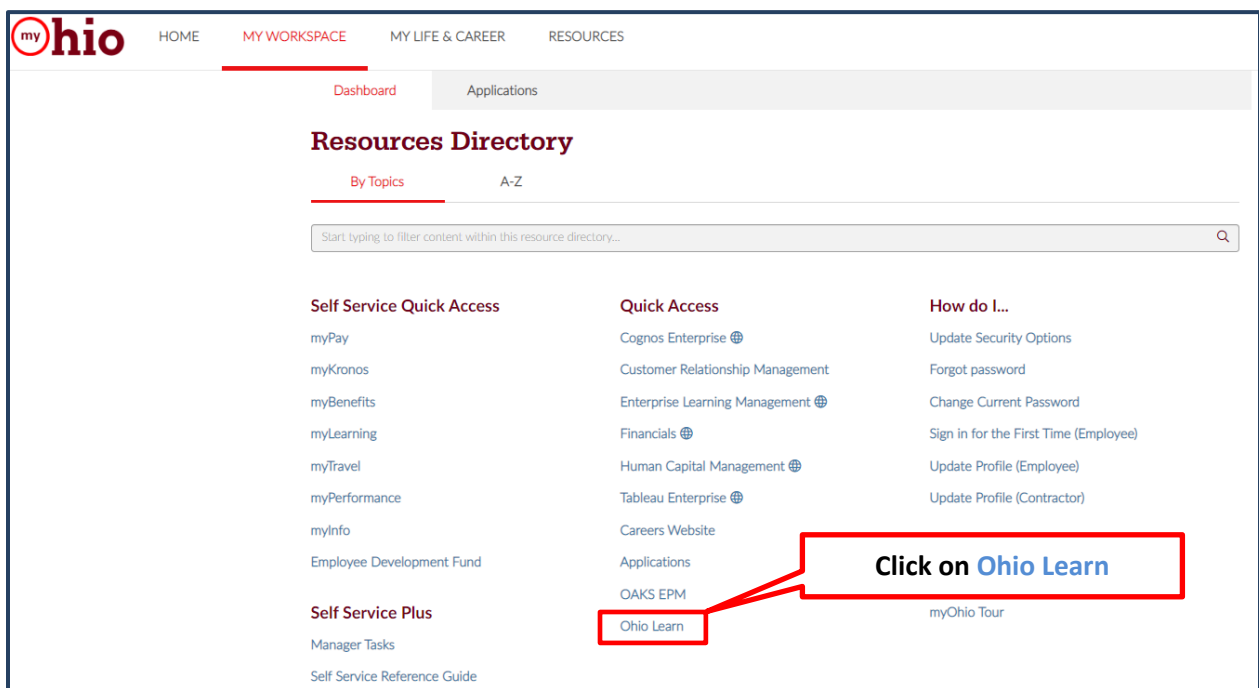 my Ohio
HOME MY WORKSPACE MY LIFE & CAREER RESOURCES
Dashboard Applications
Resources Directory
By Topics A-Z
Start typing to filter content within this resource directory...
Self Service Quick Access
myPay
myKronos
myBenefits
myLearning
myTravel
myPerformance
myInfo
Employee Development Fund
Self Service Plus
Manager Tasks
Self Service Reference Guide
Quick Access
Cognos Enterprise
Customer Relationship Management
Enterprise Learning Management
Financials
Human Capital Management
Tableau Enterprise
Careers Website
Applications
OAKS EPM
Ohio Learn
How do I...
Update Security Options
Forgot password
Change Current Password
Sign in for the First Time (Employee)
Update Profile (Employee)
Update Profile (Contractor)
Click on Ohio Learn
myOhio Tour